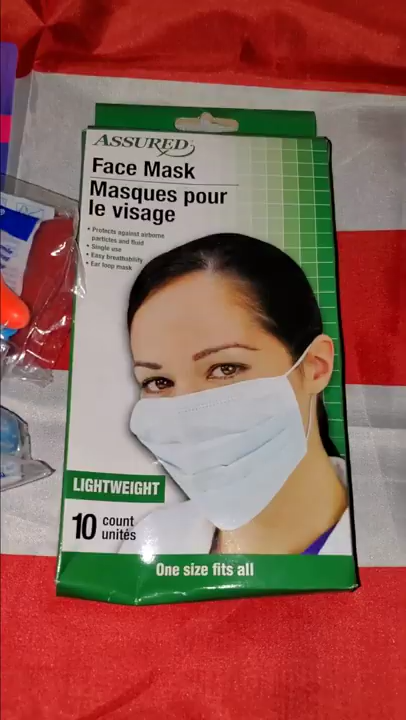 ASSURED
Face Mask
Masques pour
le visage
• Protects against airborne
particles and fluid
• Single use
• Easy breathability
• Ear loop mask
LIGHTWEIGHT
10 count
unités
One size fits all